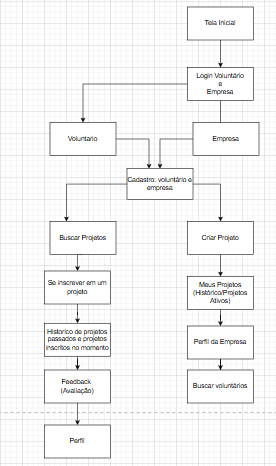 Tela Inicial
Login Voluntário
e
Empresa
Voluntario
Empresa
Cadastro: voluntário e
empresa
Buscar Projetos
Criar Projeto
Se inscrever em um
projeto
Meus Projetos
(Histórico/Projetos
Ativos)
Historico de projetos
passados e projetos
inscritos no momento
Perfil da Empresa
Feedback
(Avaliação)
Buscar voluntários
Perfil